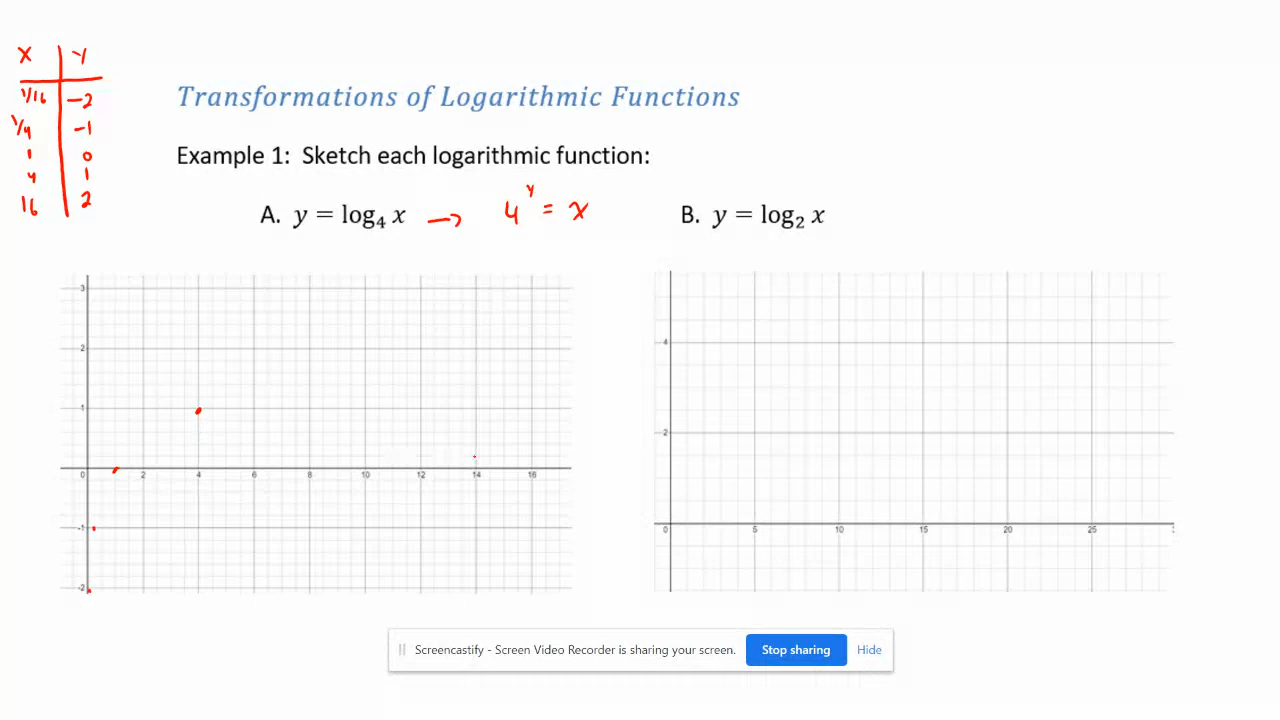 X Y
1/16 -2
1/4 -1
1 0
4 1
16 2
Transformations of Logarithmic Functions
Example 1: Sketch each logarithmic function:
A. y = log₄ x → 4^y = x B. y = log₂ x
3
2
1
0 2 4 6 8 10 12 14 16
-1
-2
4
2
0 5 10 15 20 25
Screencastify - Screen Video Recorder is sharing your screen. Stop sharing Hide